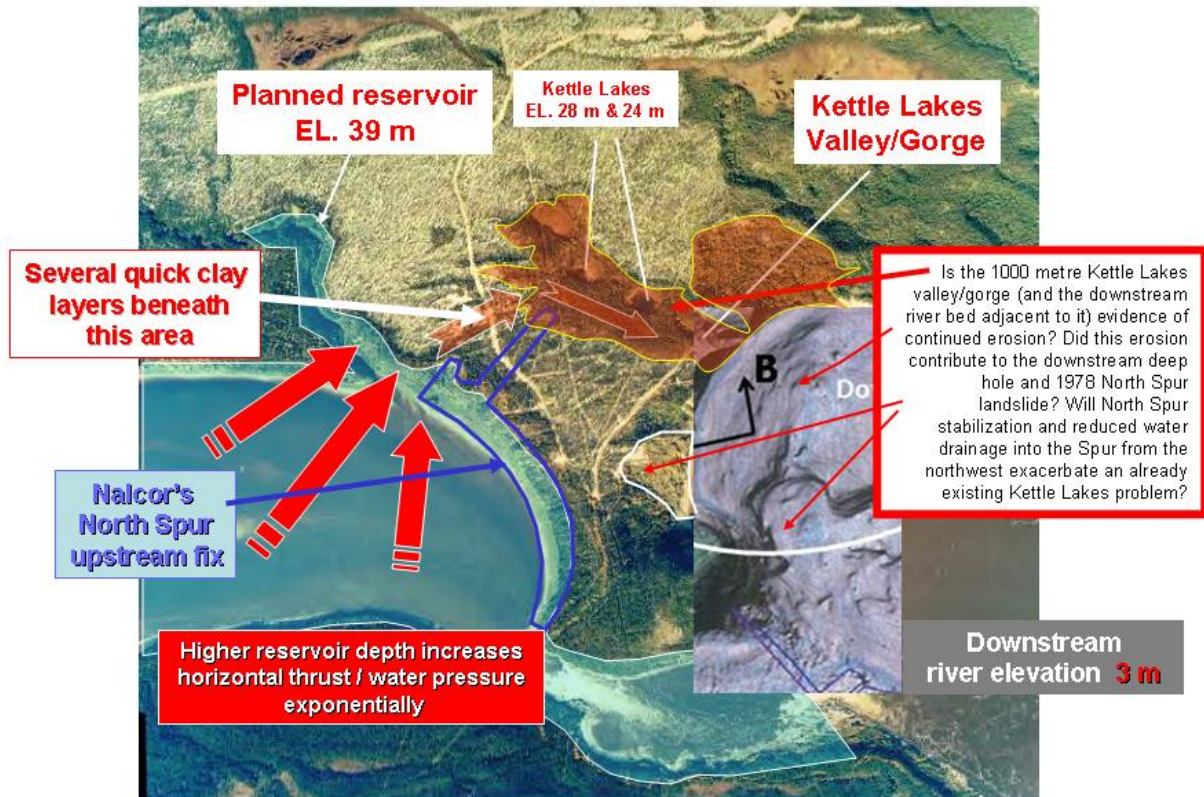 Planned reservoir
EL. 39 m
Kettle Lakes
EL. 28 m & 24 m
Kettle Lakes
Valley/Gorge
Several quick clay
layers beneath
this area
Is the 1000 metre Kettle Lakes
valley/gorge (and the downstream
river bed adjacent to it) evidence of
continued erosion? Did this erosion
contribute to the downstream deep
hole and 1978 North Spur
landslide? Will North Spur
stabilization and reduced water
drainage into the Spur from the
northwest exacerbate an already
existing Kettle Lakes problem?
B
Do
Nalcor's
North Spur
upstream fix
Higher reservoir depth increases
horizontal thrust / water pressure
exponentially
Downstream
river elevation 3 m